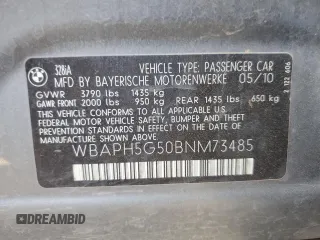 328iA
VEHICLE TYPE: PASSENGER CAR
MFD BY BAYERISCHE MOTORENWERKE 05/10
GVWR 3790 lbs 1435 kg
GAWR FRONT 2000 lbs 950 kg REAR 1435 lbs 650 kg
THIS VEHICLE CONFORMS TO ALL APPLICABLE U.S.
FEDERAL MOTOR VEHICLE SAFETY, BUMPER, AND THEFT
PREVENTION STANDARDS IN EFFECT ON THE DATE
OF MANUFACTURE SHOWN ABOVE.
WBAPH5G50BNM73485
DREAMBID